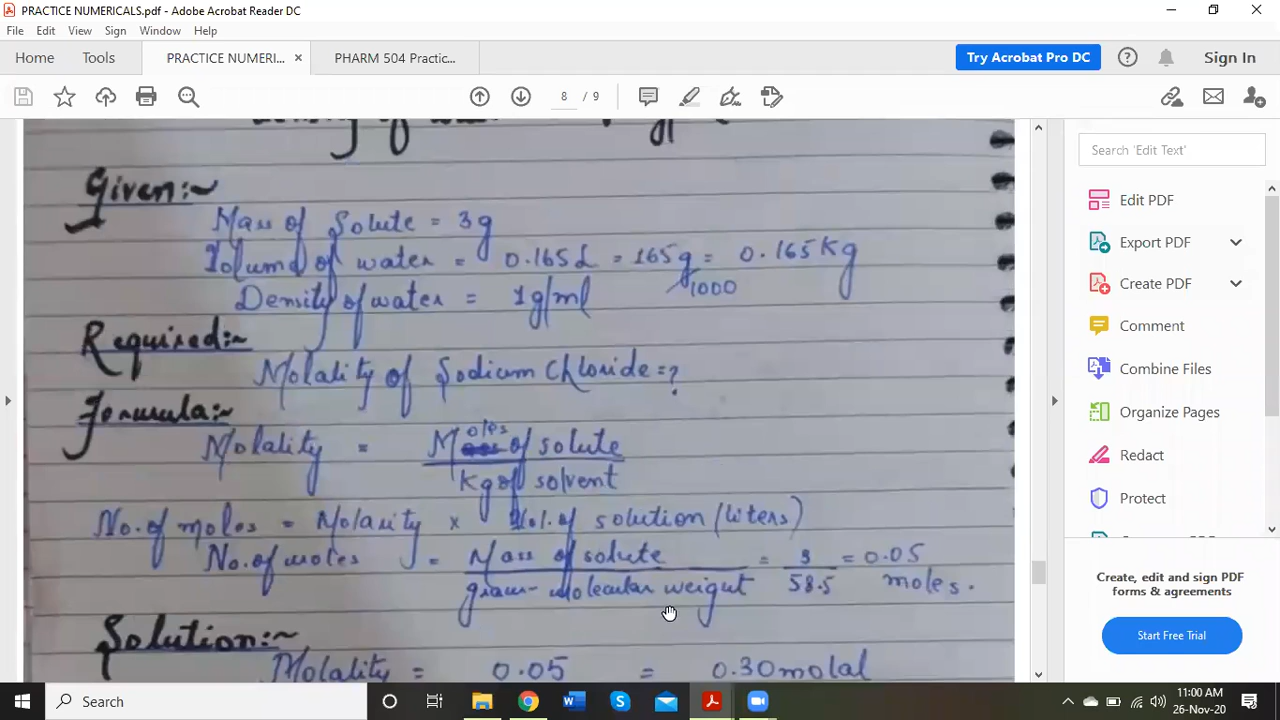 PRACTICE NUMERICALS.pdf - Adobe Acrobat Reader DC
File Edit View Sign Window Help
Home Tools PRACTICE NUMERI... × PHARM 504 Practic... Try Acrobat Pro DC Sign In
8 / 9
Density of water
Given:~
Mass of Solute = 3g
Volume of water = 0.165L = 165g = 0.165Kg
/1000
Density of water = 1g/ml
Required:~
Molality of Sodium Chloride = ?
Formula:~
Molality = Moles of solute
Kg of solvent
No. of moles = Molarity × Vol. of solution (liters)
No. of moles = Mass of solute = 3 = 0.05
gram-molecular weight 58.5 moles.
Solution:~
Molality = 0.05 = 0.30molal
Search 'Edit Text'
Edit PDF
Export PDF
Create PDF
Comment
Combine Files
Organize Pages
Redact
Protect
Create, edit and sign PDF
forms & agreements
Start Free Trial
Search
11:00 AM
26-Nov-20